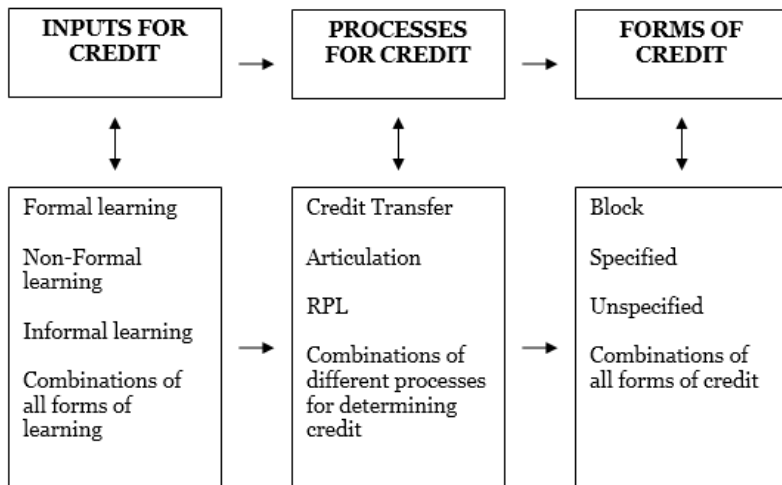 INPUTS FOR
CREDIT
PROCESSES
FOR CREDIT
FORMS OF
CREDIT
Formal learning
Non-Formal
learning
Informal learning
Combinations of
all forms of
learning
Credit Transfer
Articulation
RPL
Combinations of
different processes
for determining
credit
Block
Specified
Unspecified
Combinations of
all forms of credit